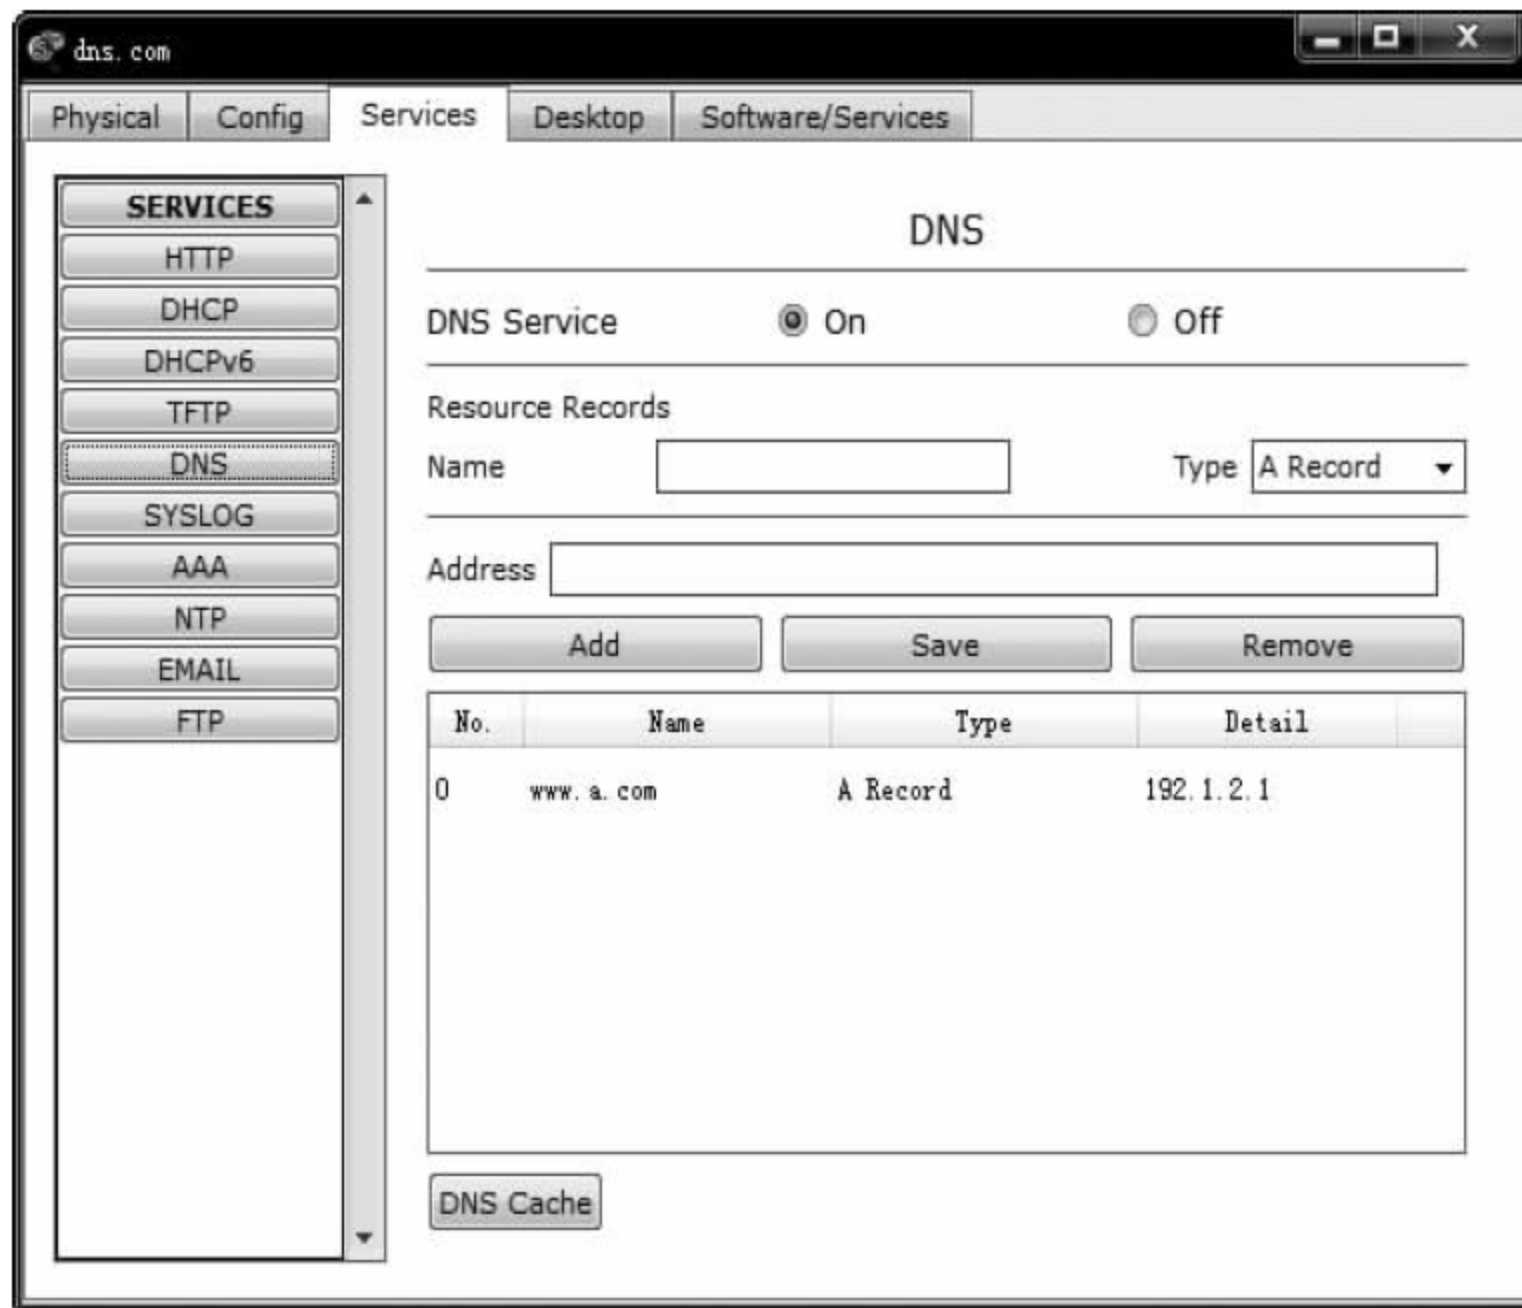 dns.com
Physical Config Services Desktop Software/Services
SERVICES
HTTP
DHCP
DHCPv6
TFTP
DNS
SYSLOG
AAA
NTP
EMAIL
FTP
DNS
DNS Service On Off
Resource Records
Name Type A Record
Address
Add Save Remove
No. Name Type Detail
0 www.a.com A Record 192.1.2.1
DNS Cache